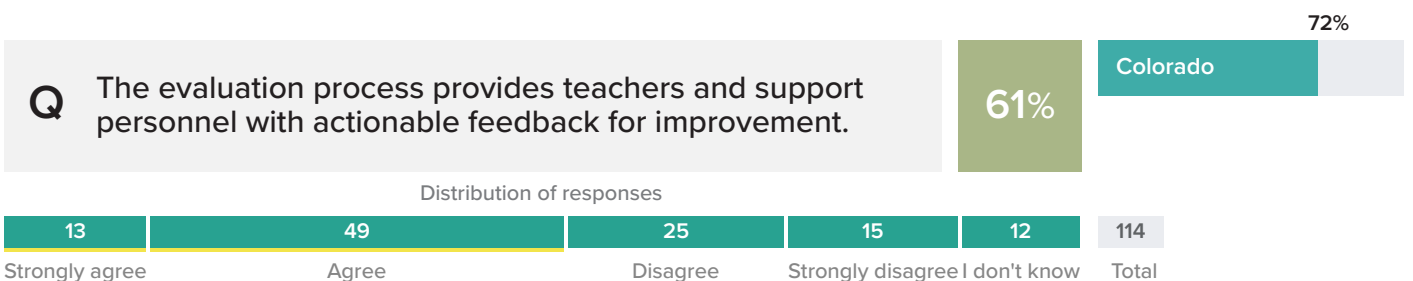 72%
Q
The evaluation process provides teachers and support
personnel with actionable feedback for improvement.
61%
Colorado
Distribution of responses
13 49 25 15 12 114
Strongly agree Agree Disagree Strongly disagree I don't know Total